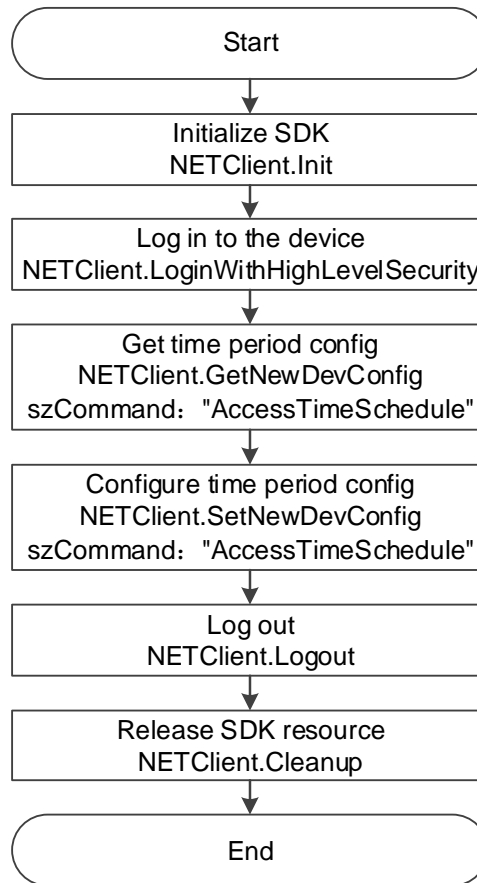 Start
Initialize SDK
NETClient.Init
Log in to the device
NETClient.LoginWithHighLevelSecurity
Get time period config
NETClient.GetNewDevConfig
szCommand："AccessTimeSchedule"
Configure time period config
NETClient.SetNewDevConfig
szCommand："AccessTimeSchedule"
Log out
NETClient.Logout
Release SDK resource
NETClient.Cleanup
End